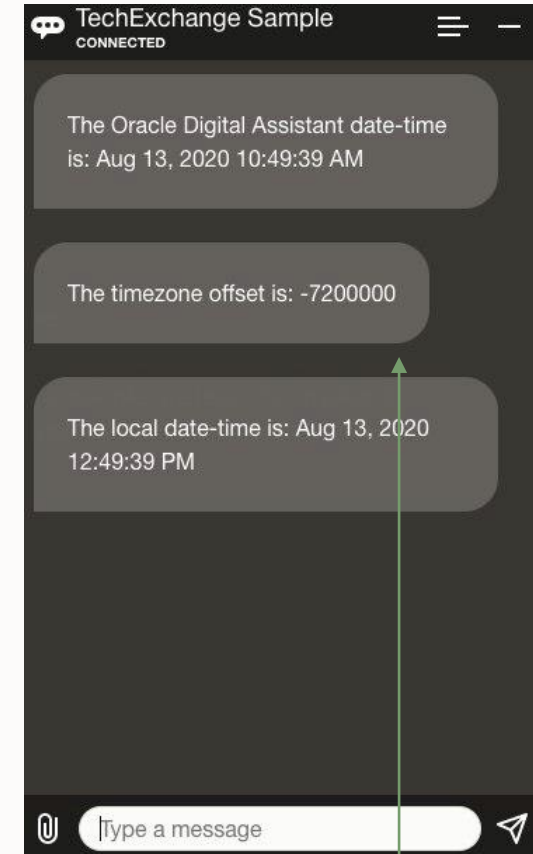 TechExchange Sample
CONNECTED
The Oracle Digital Assistant date-time
is: Aug 13, 2020 10:49:39 AM
The timezone offset is: -7200000
The local date-time is: Aug 13, 2020
12:49:39 PM
Type a message